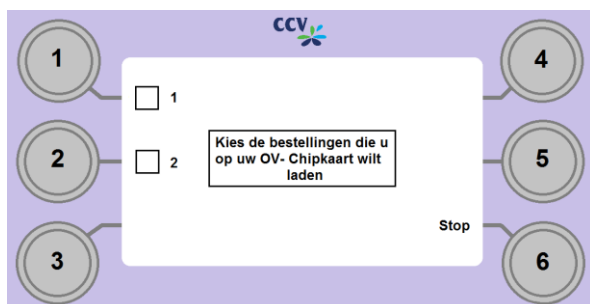 CCV
1
4
1
2
2
Kies de bestellingen die u
op uw OV- Chipkaart wilt
laden
5
Stop
3
6